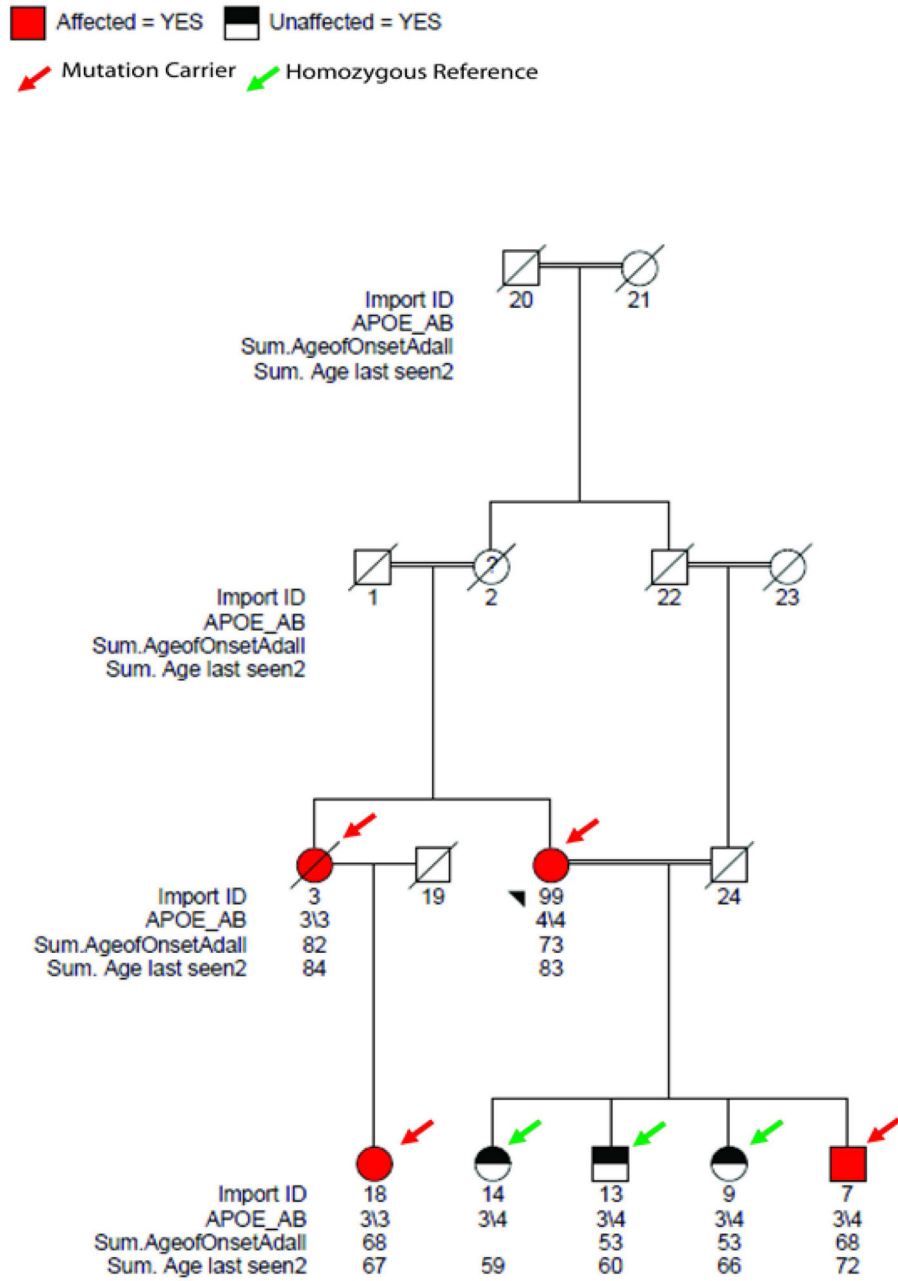 Affected = YES Unaffected = YES
Mutation Carrier Homozygous Reference
Import ID 20 21
APOE_AB
Sum.AgeofOnsetAdall
Sum. Age last seen2
?
Import ID 1 2 22 23
APOE_AB
Sum.AgeofOnsetAdall
Sum. Age last seen2
Import ID 3 19 99 24
APOE_AB 3\3 4\4
Sum.AgeofOnsetAdall 82 73
Sum. Age last seen2 84 83
Import ID 18 14 13 9 7
APOE_AB 3\3 3\4 3\4 3\4 3\4
Sum.AgeofOnsetAdall 68 53 53 68
Sum. Age last seen2 67 59 60 66 72